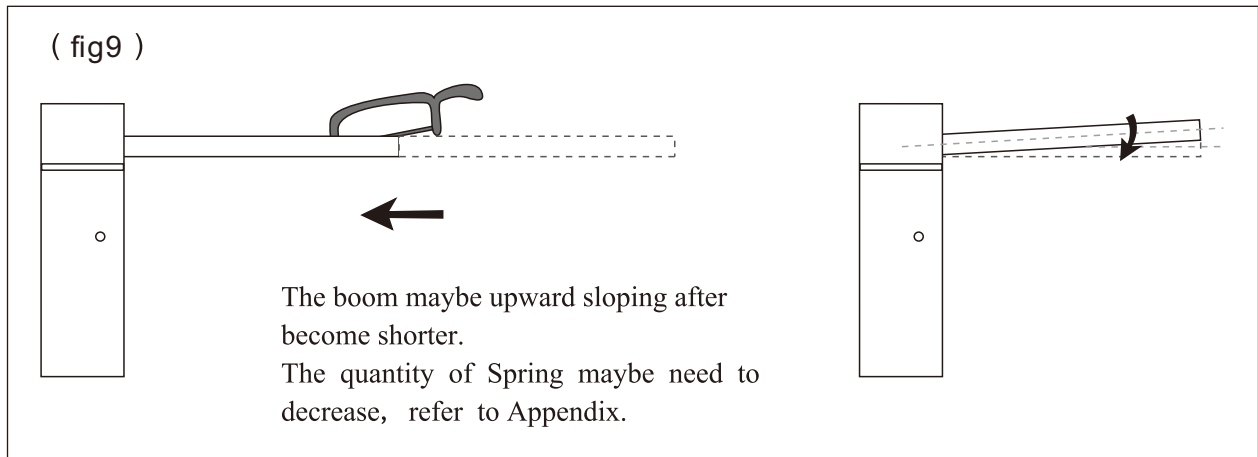 ( fig9 )
The boom maybe upward sloping after
become shorter.
The quantity of Spring maybe need to
decrease, refer to Appendix.